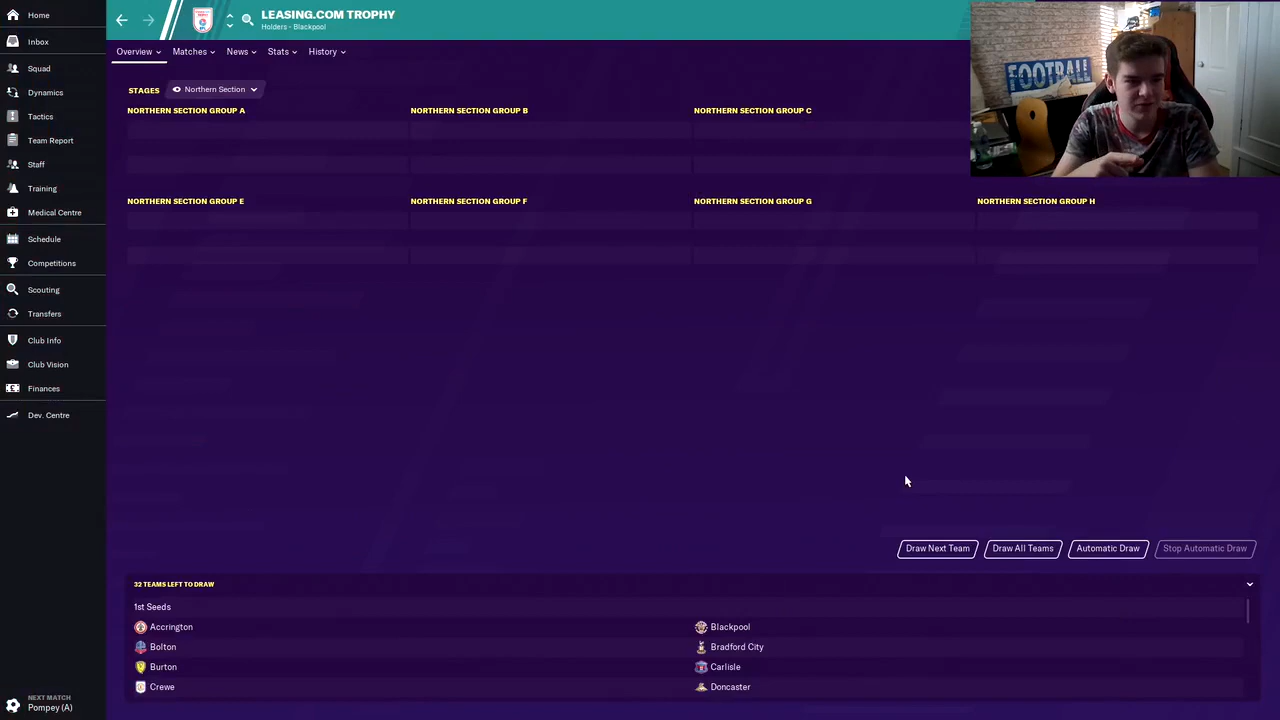 Home
Inbox
Squad
Dynamics
Tactics
Team Report
Staff
Training
Medical Centre
Schedule
Competitions
Scouting
Transfers
Club Info
Club Vision
Finances
Dev. Centre
NEXT MATCH
Pompey (A)
LEASING.COM TROPHY
Holders - Blackpool
Overview
Matches
News
Stats
History
STAGES
Northern Section
NORTHERN SECTION GROUP A
NORTHERN SECTION GROUP B
NORTHERN SECTION GROUP C
NORTHERN SECTION GROUP E
NORTHERN SECTION GROUP F
NORTHERN SECTION GROUP G
NORTHERN SECTION GROUP H
FOOTBALL
Draw Next Team
Draw All Teams
Automatic Draw
Stop Automatic Draw
32 TEAMS LEFT TO DRAW
1st Seeds
Accrington
Blackpool
Bolton
Bradford City
Burton
Carlisle
Crewe
Doncaster